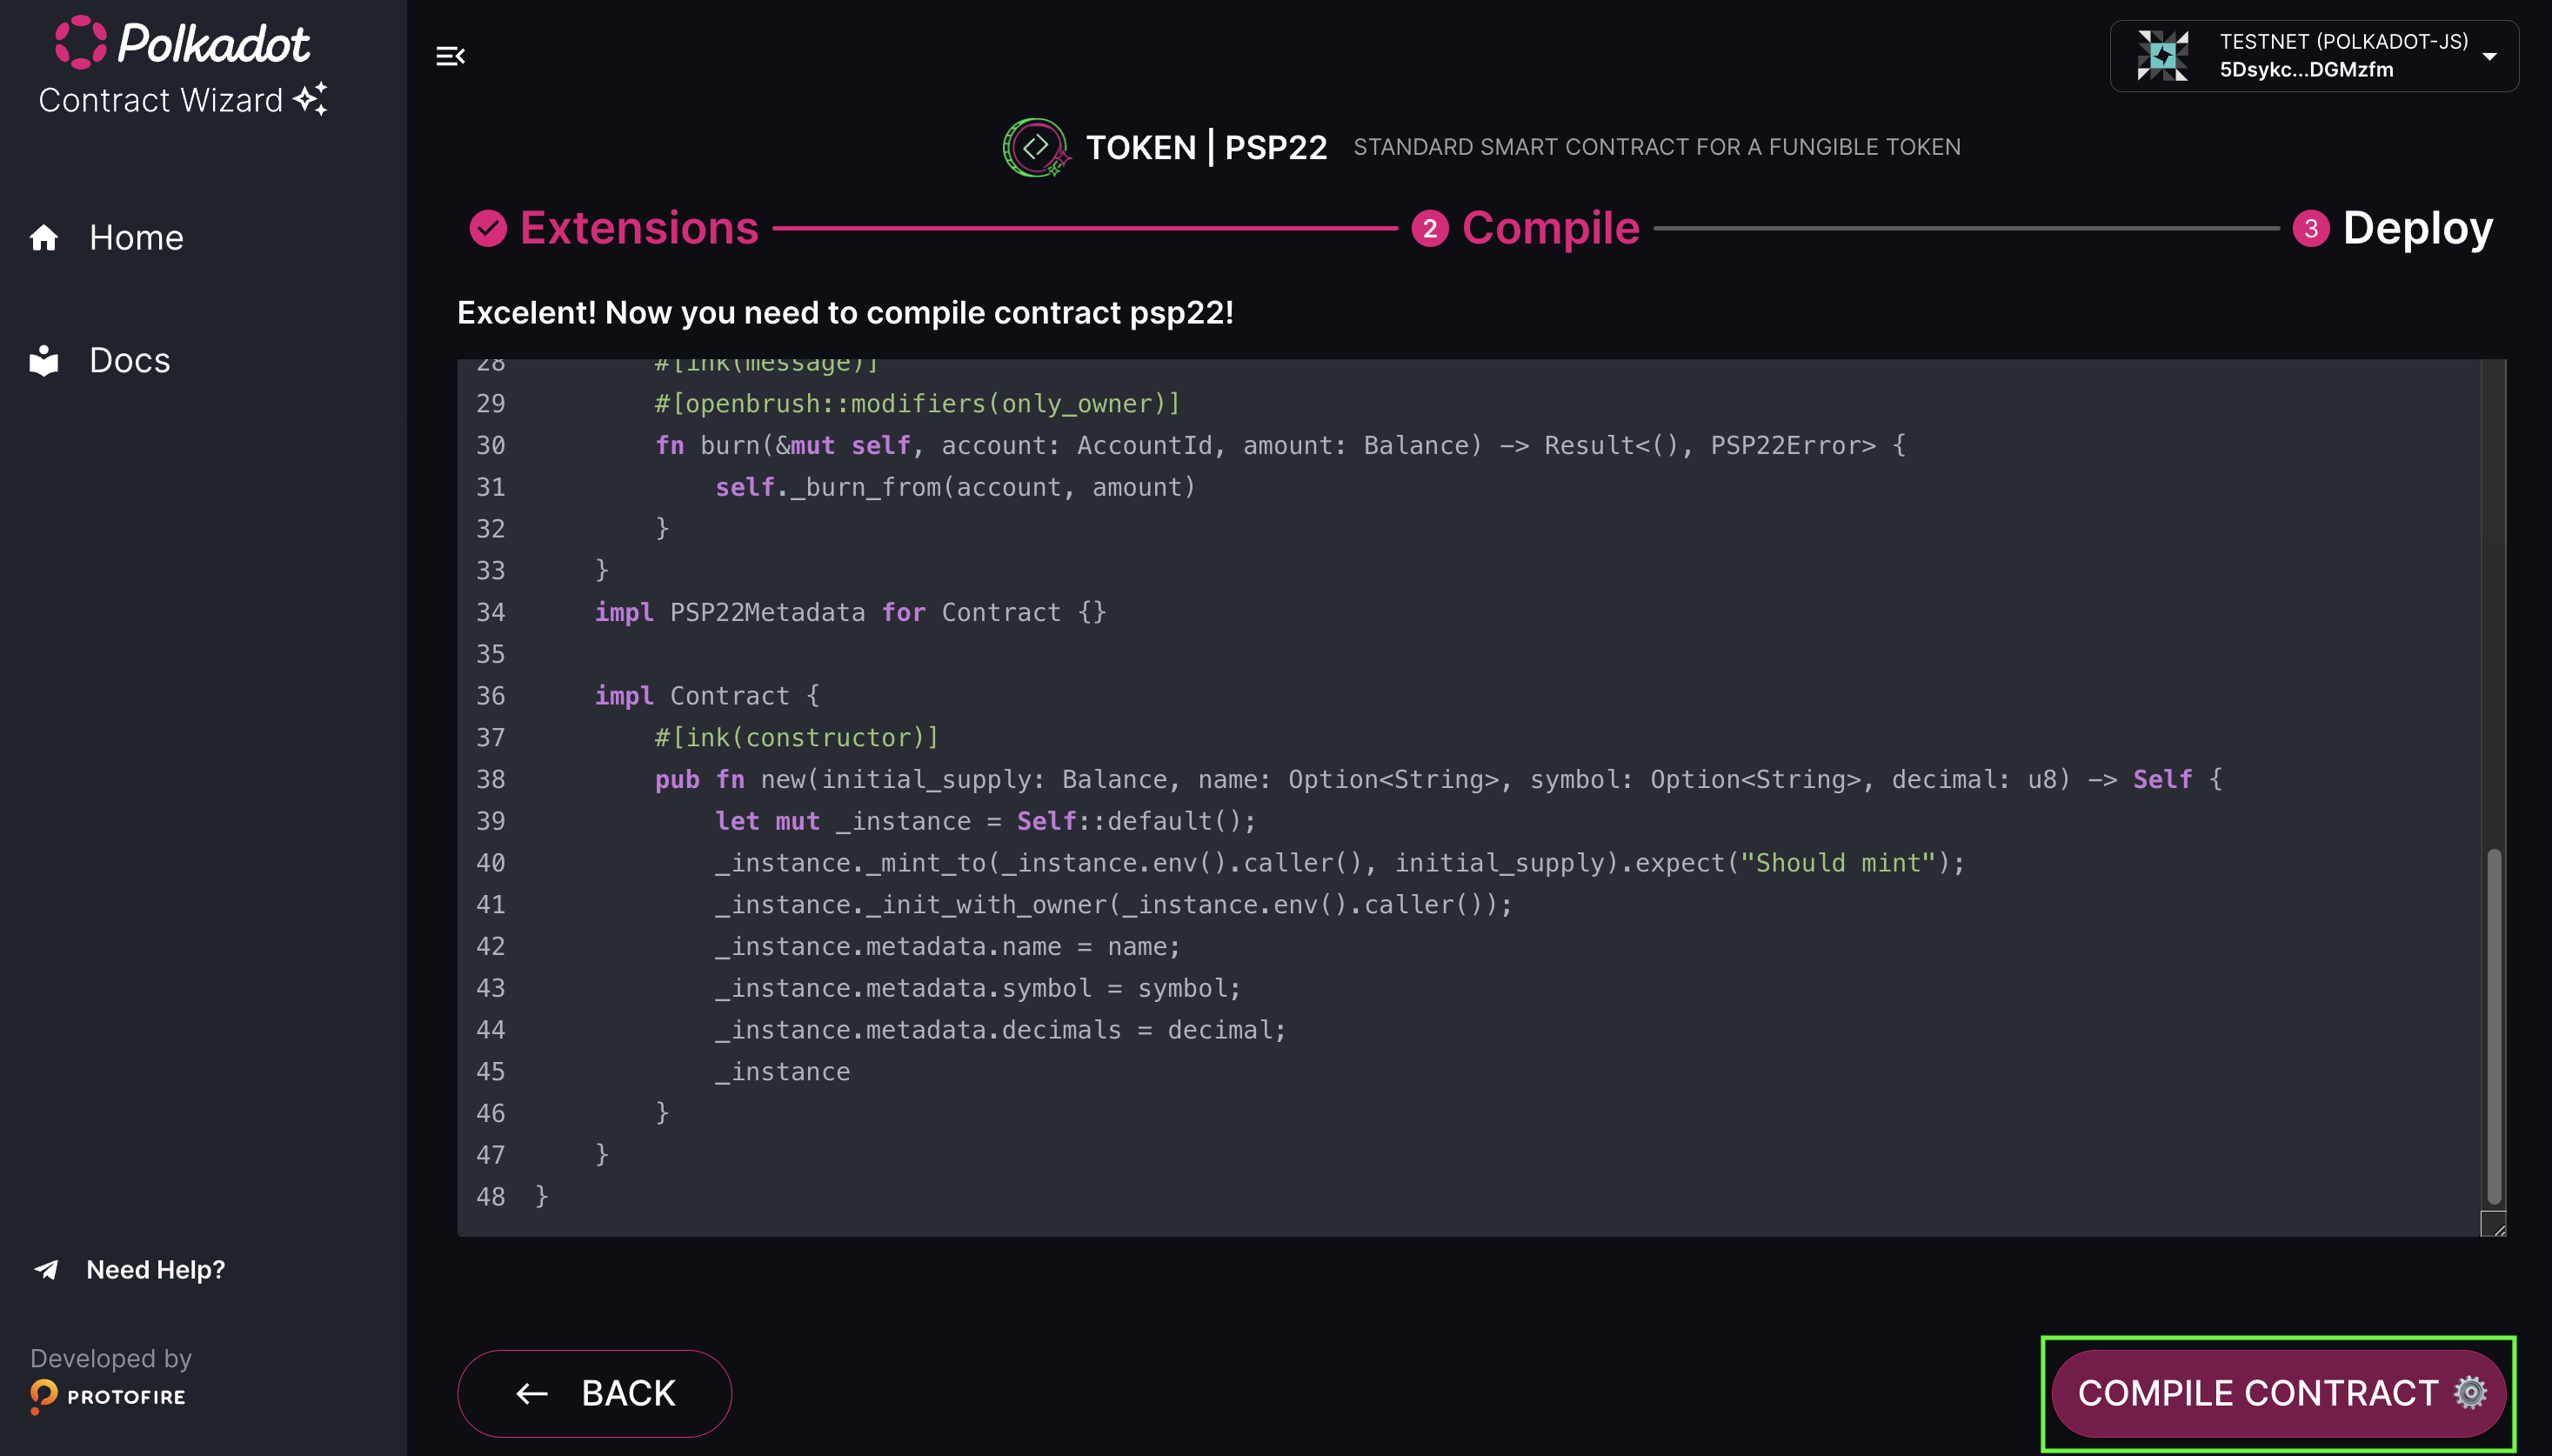 Polkadot
Contract Wizard
Home
Docs
Need Help?
Developed by
PROTOFIRE
TESTNET (POLKADOT-JS)
5Dsykc...DGMzfm
TOKEN | PSP22 STANDARD SMART CONTRACT FOR A FUNGIBLE TOKEN
Extensions 2 Compile 3 Deploy
Excelent! Now you need to compile contract psp22!
28         #[ink(message)]
29         #[openbrush::modifiers(only_owner)]
30         fn burn(&mut self, account: AccountId, amount: Balance) -> Result<(), PSP22Error> {
31             self._burn_from(account, amount)
32         }
33     }
34     impl PSP22Metadata for Contract {}
35
36     impl Contract {
37         #[ink(constructor)]
38         pub fn new(initial_supply: Balance, name: Option<String>, symbol: Option<String>, decimal: u8) -> Self {
39             let mut _instance = Self::default();
40             _instance._mint_to(_instance.env().caller(), initial_supply).expect("Should mint");
41             _instance._init_with_owner(_instance.env().caller());
42             _instance.metadata.name = name;
43             _instance.metadata.symbol = symbol;
44             _instance.metadata.decimals = decimal;
45             _instance
46         }
47     }
48 }
← BACK
COMPILE CONTRACT